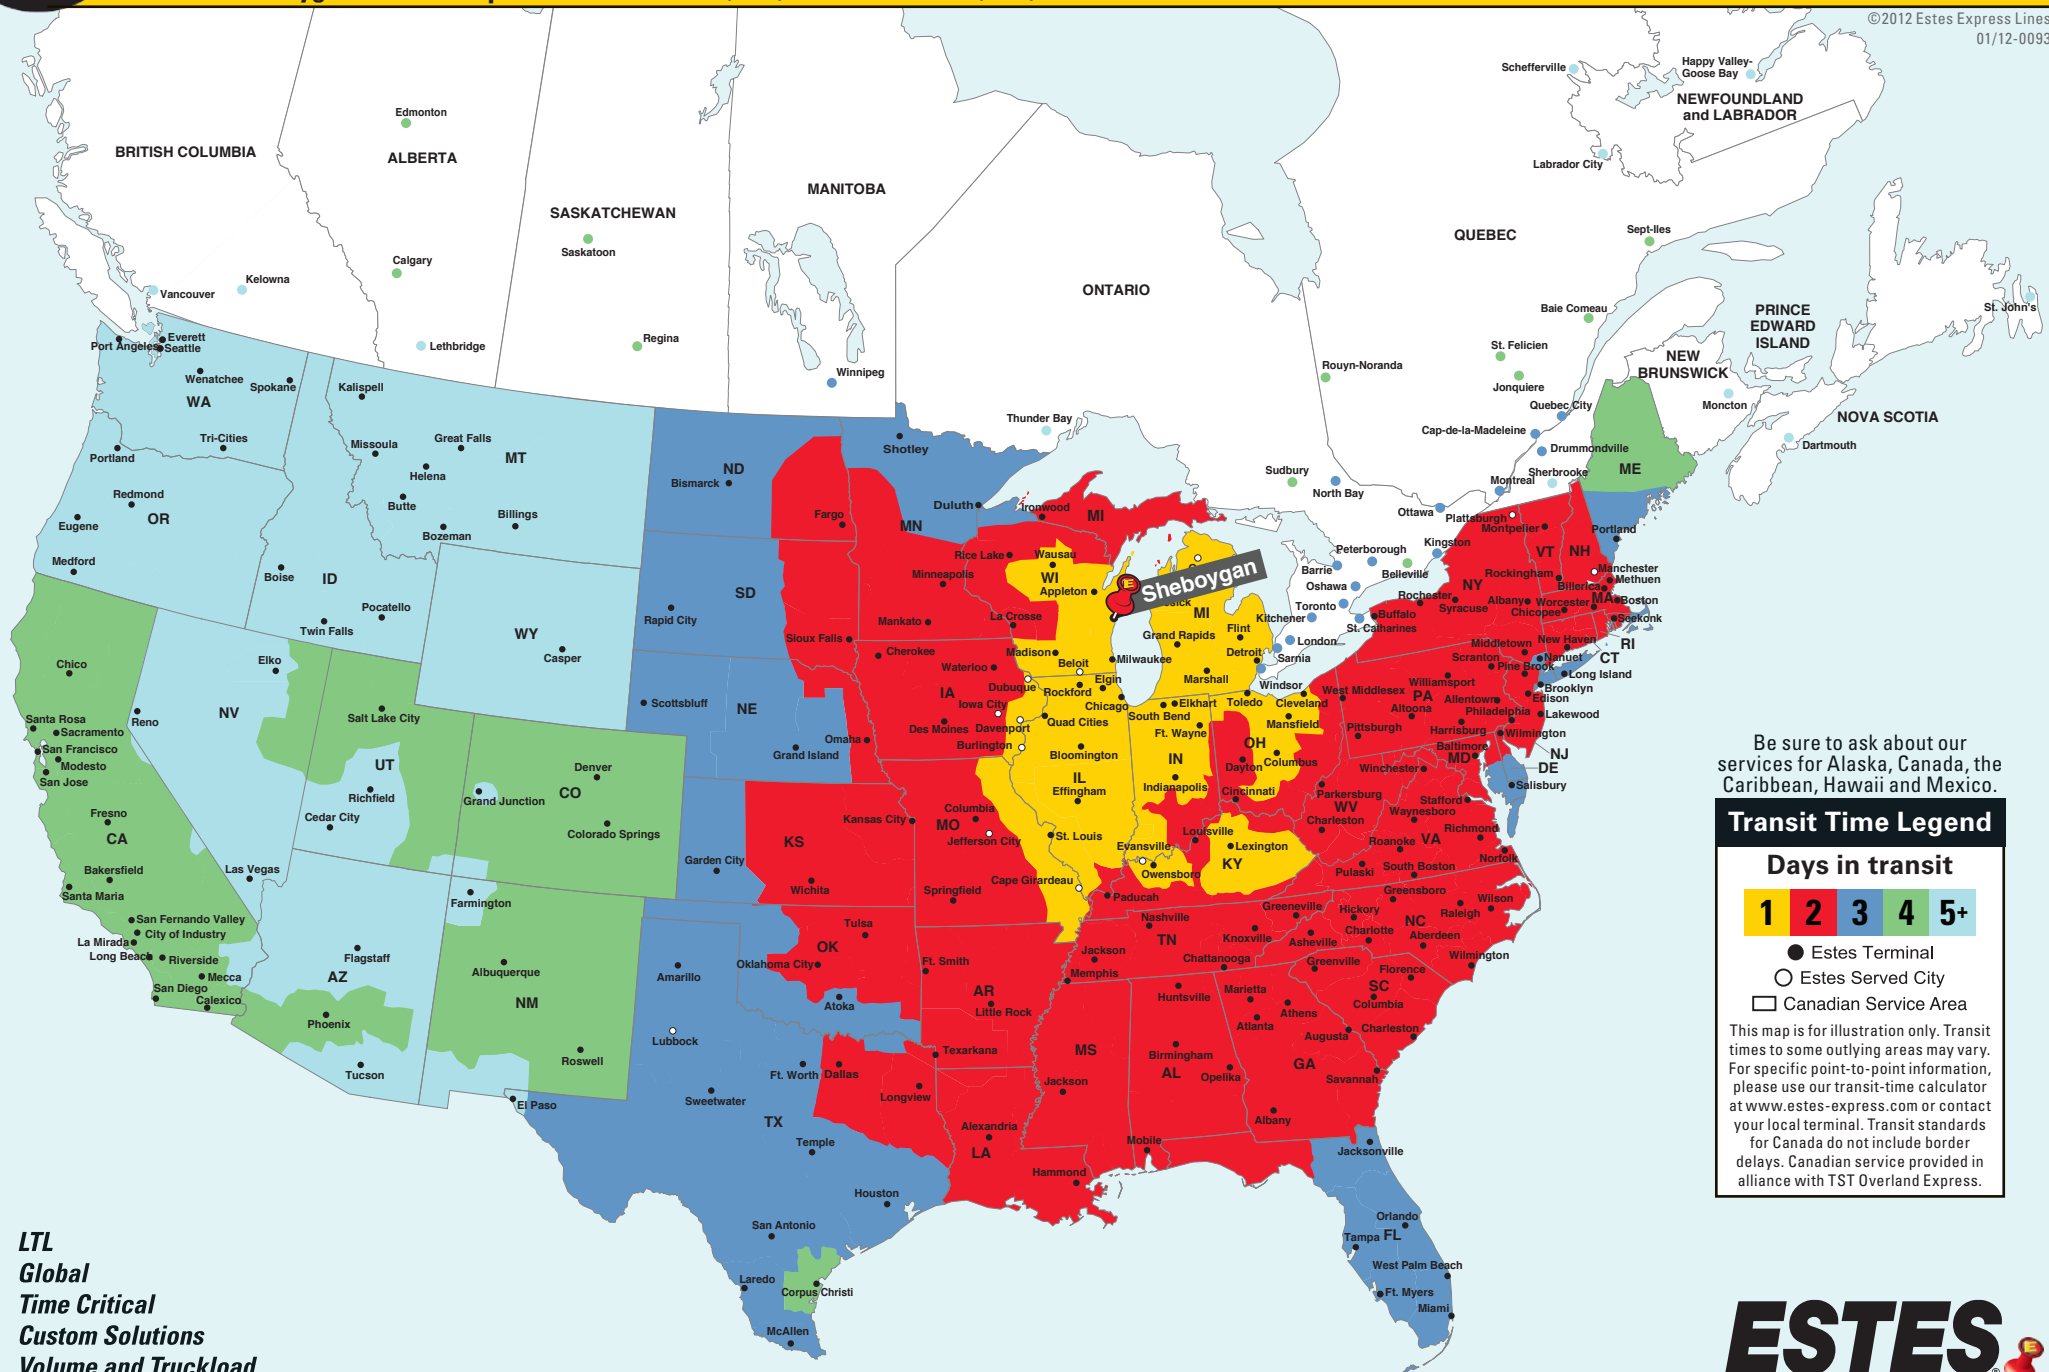 ©2012 Estes Express Lines
01/12-0093
Schefferville
Happy Valley-
Goose Bay
NEWFOUNDLAND
and LABRADOR
Labrador City
Edmonton
BRITISH COLUMBIA
ALBERTA
MANITOBA
SASKATCHEWAN
Saskatoon
QUEBEC
Sept-Iles
Calgary
Kelowna
Vancouver
ONTARIO
Baie Comeau
PRINCE
EDWARD
ISLAND
St. John's
Port Angeles
Everett
Seattle
Lethbridge
Regina
Winnipeg
Rouyn-Noranda
St. Felicien
Jonquiere
NEW
BRUNSWICK
Moncton
NOVA SCOTIA
Dartmouth
Wenatchee
Spokane
WA
Kalispell
Thunder Bay
Quebec City
Cap-de-la-Madeleine
Drummondville
Sherbrooke
Montreal
ME
Tri-Cities
Portland
Missoula
Great Falls
MT
Helena
Butte
Billings
Bozeman
ND
Bismarck
Fargo
Shotley
Duluth
MN
Ironwood
MI
Sudbury
North Bay
Ottawa
Plattsburgh
Montpelier
Portland
Redmond
OR
Eugene
Medford
Boise
ID
Pocatello
Twin Falls
WY
Casper
SD
Rapid City
Sioux Falls
Rice Lake
Minneapolis
Mankato
La Crosse
Wausau
WI
Appleton
Sheboygan
MI
Grand Rapids
Flint
Detroit
Marshall
Peterborough
Kingston
Barrie
Belleville
Oshawa
Toronto
Kitchener
St. Catharines
London
Sarnia
Windsor
VT
NH
Rockingham
Manchester
Methuen
Billerica
NY
Rochester
Syracuse
Albany
Worcester
MA
Boston
Chicopee
Seekonk
Buffalo
RI
CT
New Haven
Middletown
Scranton
Nanuet
Pine Brook
Long Island
Brooklyn
Edison
Lakewood
Williamsport
Allentown
PA
Altoona
Philadelphia
Harrisburg
Wilmington
West Middlesex
Pittsburgh
Baltimore
MD
NJ
DE
Salisbury
Chico
Elko
NV
Reno
Salt Lake City
UT
Richfield
Cedar City
Santa Rosa
Sacramento
San Francisco
Modesto
San Jose
Fresno
CA
Bakersfield
Santa Maria
Las Vegas
San Fernando Valley
City of Industry
La Mirada
Long Beach
Riverside
Mecca
San Diego
Calexico
Denver
Grand Junction
CO
Colorado Springs
Scottsbluff
NE
Grand Island
Omaha
Cherokee
Waterloo
IA
Des Moines
Dubuque
Iowa City
Davenport
Burlington
Madison
Beloit
Milwaukee
Rockford
Elgin
Chicago
Quad Cities
Bloomington
IL
Effingham
Elkhart
South Bend
Ft. Wayne
IN
Indianapolis
Toledo
Cleveland
Mansfield
OH
Dayton
Columbus
Cincinnati
KS
Garden City
Wichita
Kansas City
Columbia
MO
Jefferson City
Springfield
St. Louis
Cape Girardeau
Evansville
Owensboro
Louisville
Lexington
KY
Paducah
Parkersburg
WV
Charleston
Winchester
Stafford
Waynesboro
Richmond
VA
Roanoke
Norfolk
South Boston
Pulaski
Farmington
Flagstaff
AZ
Phoenix
Tucson
Albuquerque
NM
Roswell
El Paso
Amarillo
Lubbock
Tulsa
OK
Oklahoma City
Atoka
Ft. Smith
AR
Little Rock
Texarkana
Nashville
TN
Jackson
Memphis
Knoxville
Chattanooga
Greeneville
Asheville
Greensboro
Hickory
NC
Wilson
Raleigh
Charlotte
Aberdeen
Wilmington
Greenville
Florence
SC
Columbia
Charleston
Huntsville
Birmingham
AL
Opelika
Mobile
MS
Jackson
Marietta
Atlanta
Athens
Augusta
GA
Savannah
Albany
Ft. Worth
Dallas
Longview
Sweetwater
TX
Temple
Houston
San Antonio
Laredo
Corpus Christi
McAllen
Alexandria
LA
Hammond
Jacksonville
Orlando
Tampa
FL
West Palm Beach
Ft. Myers
Miami
Be sure to ask about our
services for Alaska, Canada, the
Caribbean, Hawaii and Mexico.
Transit Time Legend
Days in transit
1 2 3 4 5+
Estes Terminal
Estes Served City
Canadian Service Area
This map is for illustration only. Transit
times to some outlying areas may vary.
For specific point-to-point information,
please use our transit-time calculator
at www.estes-express.com or contact
your local terminal. Transit standards
for Canada do not include border
delays. Canadian service provided in
alliance with TST Overland Express.
LTL
Global
Time Critical
Custom Solutions
Volume and Truckload
ESTES